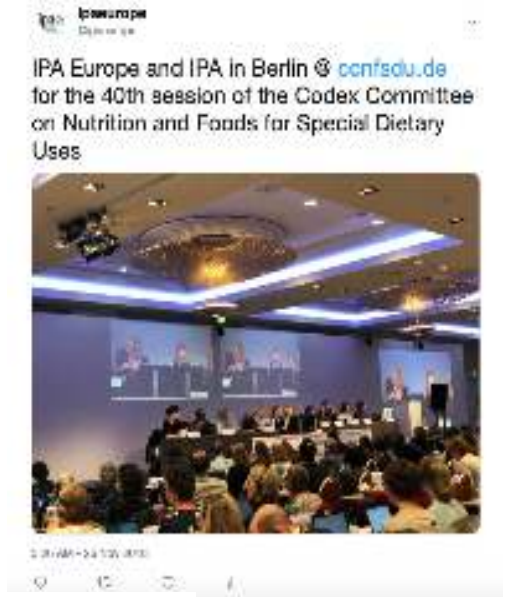 ipaeurope
IPA Europe and IPA in Berlin @ ccnfsdu.de
for the 40th session of the Codex Committee
on Nutrition and Foods for Special Dietary
Uses